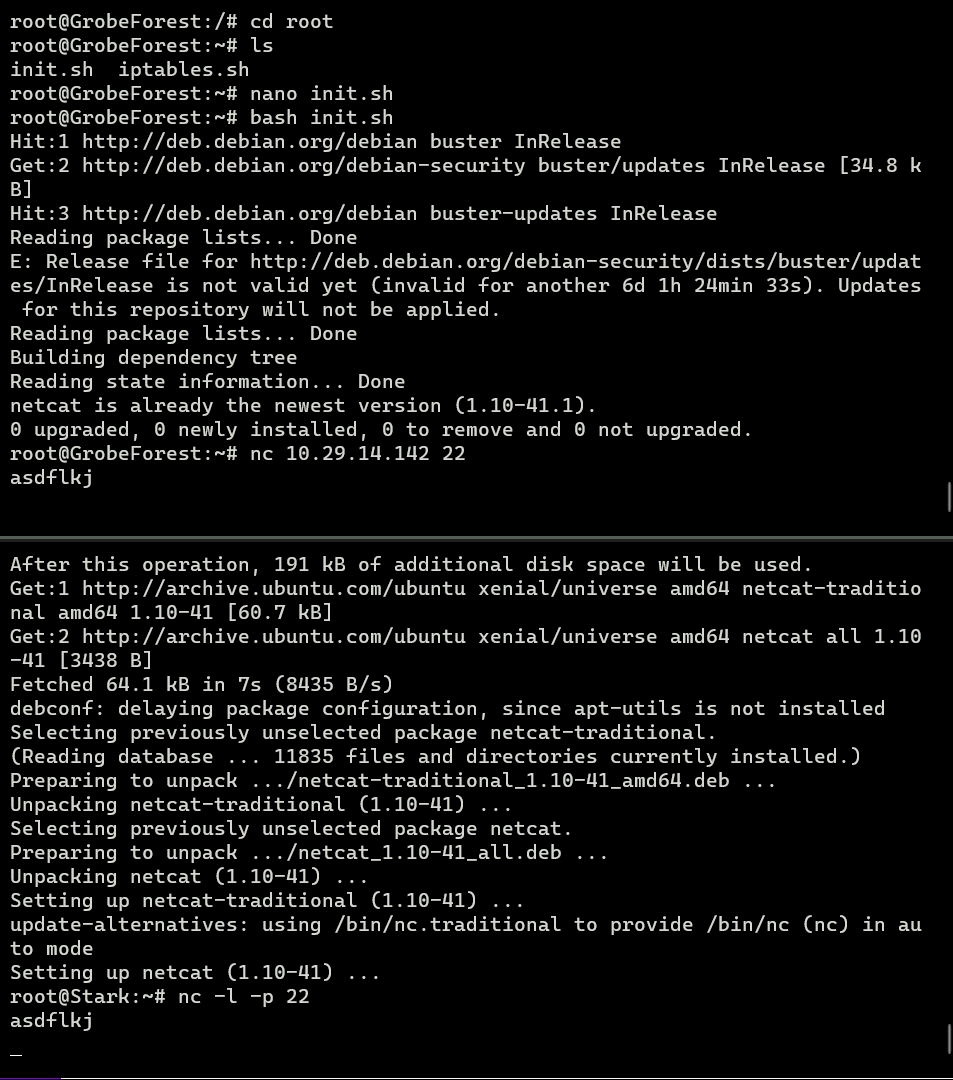 root@GrobeForest:/# cd root
root@GrobeForest:~# ls
init.sh  iptables.sh
root@GrobeForest:~# nano init.sh
root@GrobeForest:~# bash init.sh
Hit:1 http://deb.debian.org/debian buster InRelease
Get:2 http://deb.debian.org/debian-security buster/updates InRelease [34.8 k
B]
Hit:3 http://deb.debian.org/debian buster-updates InRelease
Reading package lists... Done
E: Release file for http://deb.debian.org/debian-security/dists/buster/updat
es/InRelease is not valid yet (invalid for another 6d 1h 24min 33s). Updates
 for this repository will not be applied.
Reading package lists... Done
Building dependency tree
Reading state information... Done
netcat is already the newest version (1.10-41.1).
0 upgraded, 0 newly installed, 0 to remove and 0 not upgraded.
root@GrobeForest:~# nc 10.29.14.142 22
asdflkj
After this operation, 191 kB of additional disk space will be used.
Get:1 http://archive.ubuntu.com/ubuntu xenial/universe amd64 netcat-traditio
nal amd64 1.10-41 [60.7 kB]
Get:2 http://archive.ubuntu.com/ubuntu xenial/universe amd64 netcat all 1.10
-41 [3438 B]
Fetched 64.1 kB in 7s (8435 B/s)
debconf: delaying package configuration, since apt-utils is not installed
Selecting previously unselected package netcat-traditional.
(Reading database ... 11835 files and directories currently installed.)
Preparing to unpack .../netcat-traditional_1.10-41_amd64.deb ...
Unpacking netcat-traditional (1.10-41) ...
Selecting previously unselected package netcat.
Preparing to unpack .../netcat_1.10-41_all.deb ...
Unpacking netcat (1.10-41) ...
Setting up netcat-traditional (1.10-41) ...
update-alternatives: using /bin/nc.traditional to provide /bin/nc (nc) in au
to mode
Setting up netcat (1.10-41) ...
root@Stark:~# nc -l -p 22
asdflkj